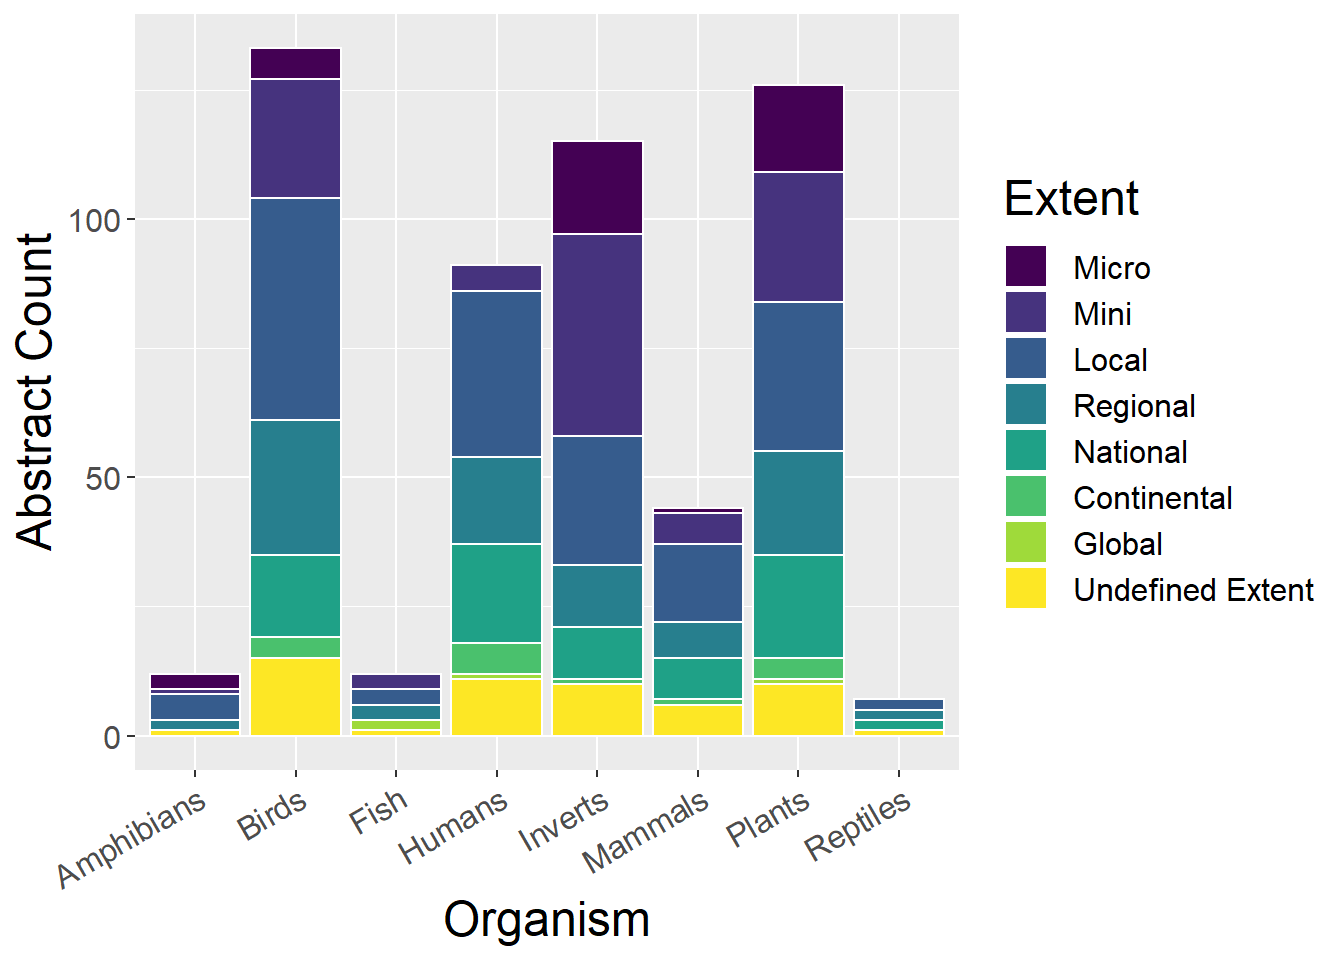 Abstract Count
100
50
0
Amphibians
Birds
Fish
Humans
Inverts
Mammals
Plants
Reptiles
Organism
Extent
Micro
Mini
Local
Regional
National
Continental
Global
Undefined Extent